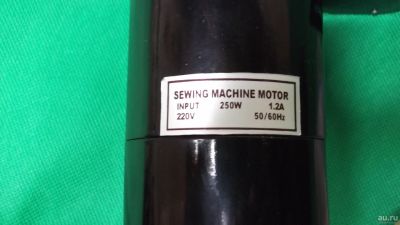 SEWING MACHINE MOTOR
INPUT 250W 1.2A
220V 50/60Hz
au.ru